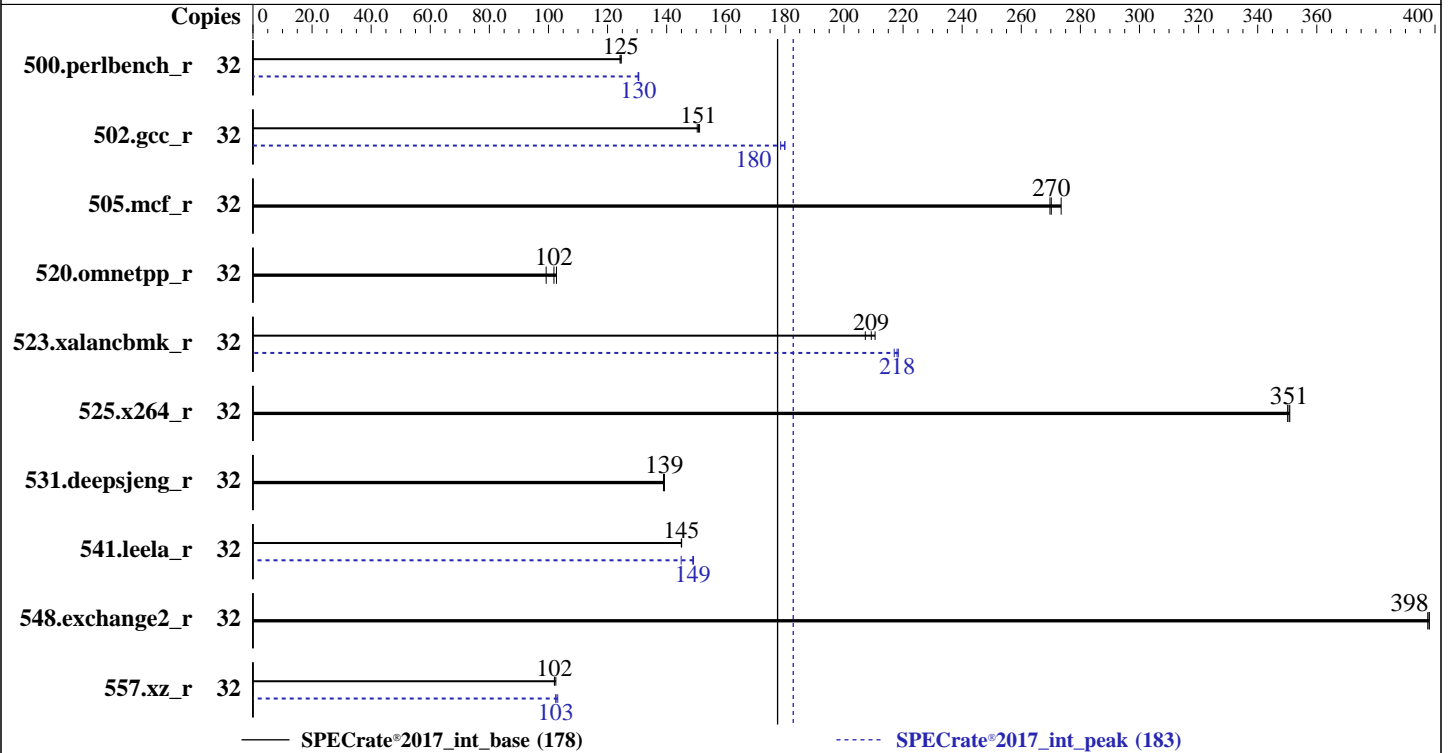 Copies 0 20.0 40.0 60.0 80.0 100 120 140 160 180 200 220 240 260 280 300 320 340 360 400
500.perlbench_r 32 125
130
502.gcc_r 32 151
180
505.mcf_r 32 270
520.omnetpp_r 32 102
523.xalancbmk_r 32 209
218
525.x264_r 32 351
531.deepsjeng_r 32 139
541.leela_r 32 145
149
548.exchange2_r 32 398
557.xz_r 32 102
103
SPECrate®2017_int_base (178) SPECrate®2017_int_peak (183)